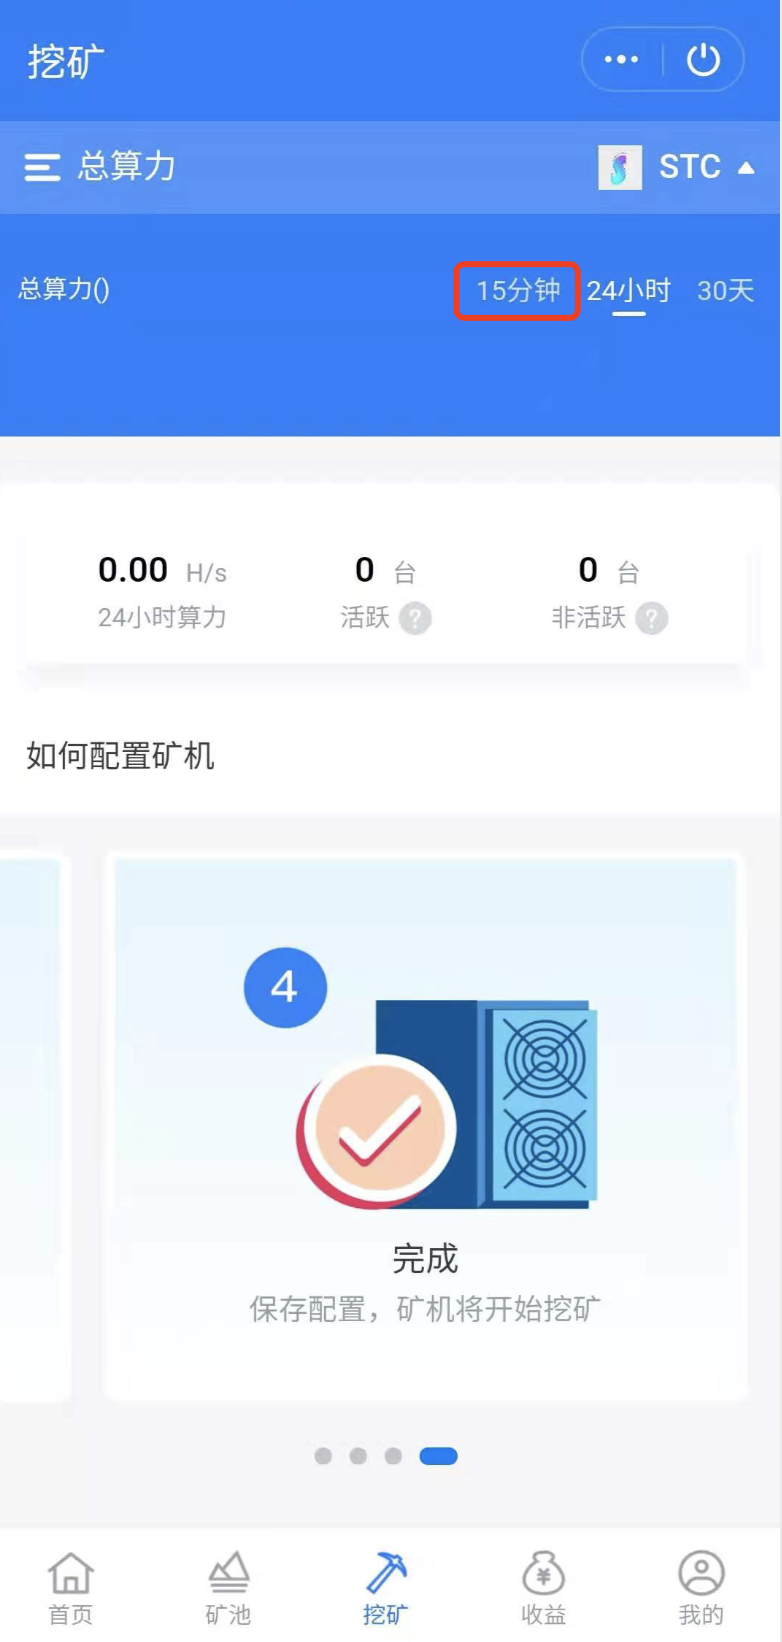 挖矿
总算力 STC
总算力() 15分钟 24小时 30天
0.00 H/s 0 台 0 台
24小时算力 活跃 ? 非活跃 ?
如何配置矿机
4
完成
保存配置，矿机将开始挖矿
首页 矿池 挖矿 收益 我的